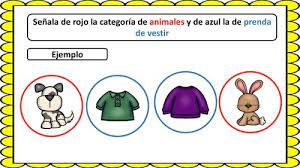 Señala de rojo la categoría de animales y de azul la de prenda
de vestir
Ejemplo